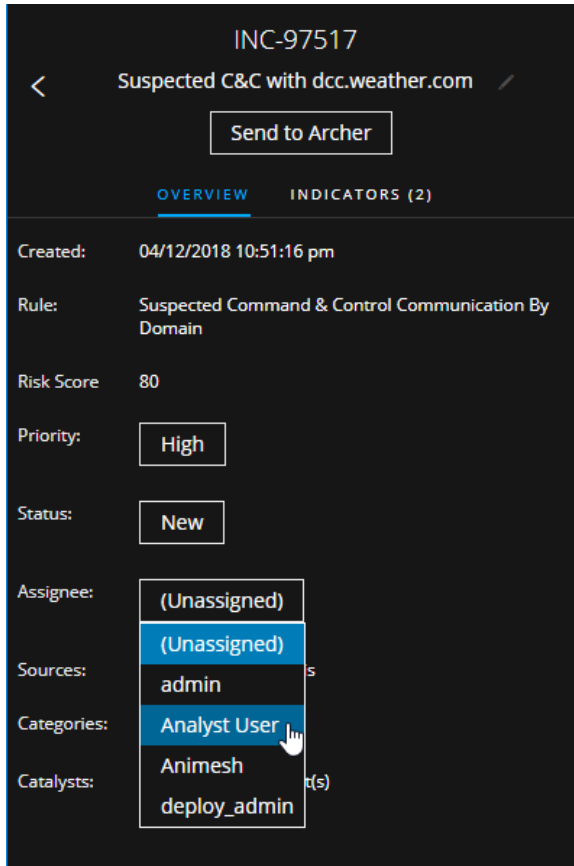 INC-97517
Suspected C&C with dcc.weather.com
Send to Archer
OVERVIEW INDICATORS (2)
Created: 04/12/2018 10:51:16 pm
Rule: Suspected Command & Control Communication By
Domain
Risk Score 80
Priority: High
Status: New
Assignee: (Unassigned)
(Unassigned)
Sources:
admin
Categories: Analyst User
Animesh
Catalysts:
deploy_admin